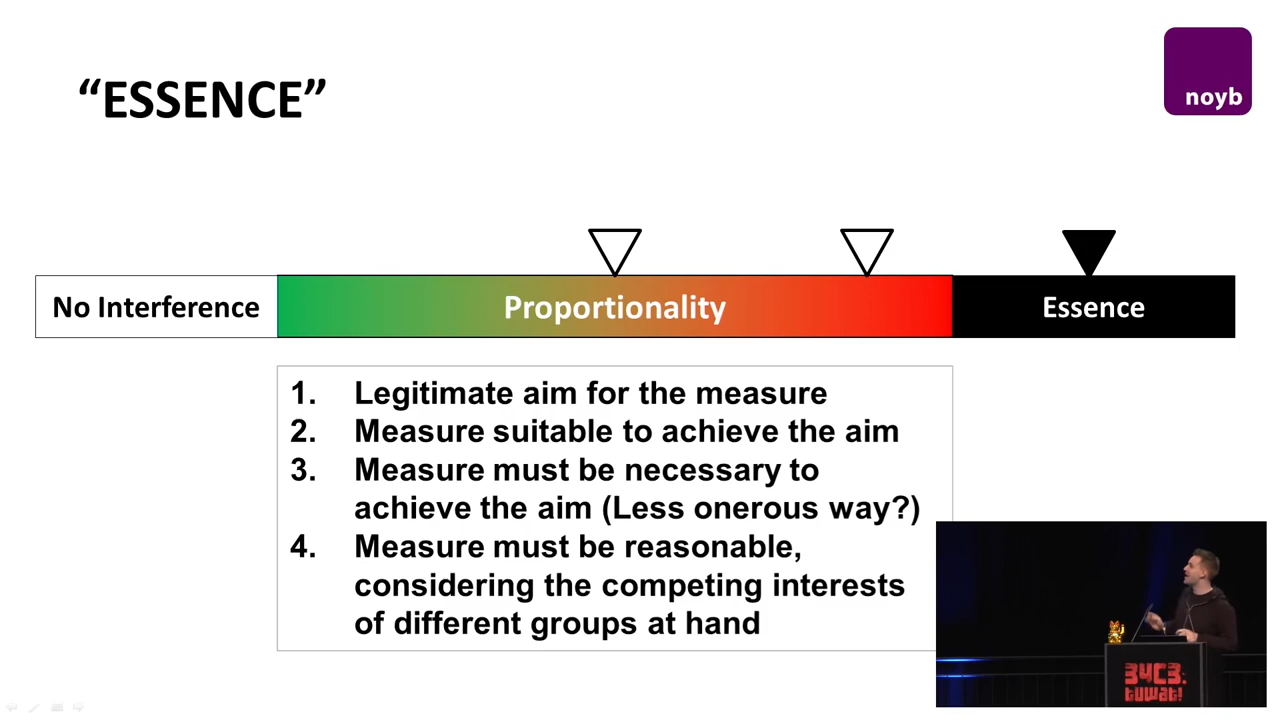 “ESSENCE”
noyb
No Interference
Proportionality
Essence
1. Legitimate aim for the measure
2. Measure suitable to achieve the aim
3. Measure must be necessary to
achieve the aim (Less onerous way?)
4. Measure must be reasonable,
considering the competing interests
of different groups at hand
34C3.
tuwat!